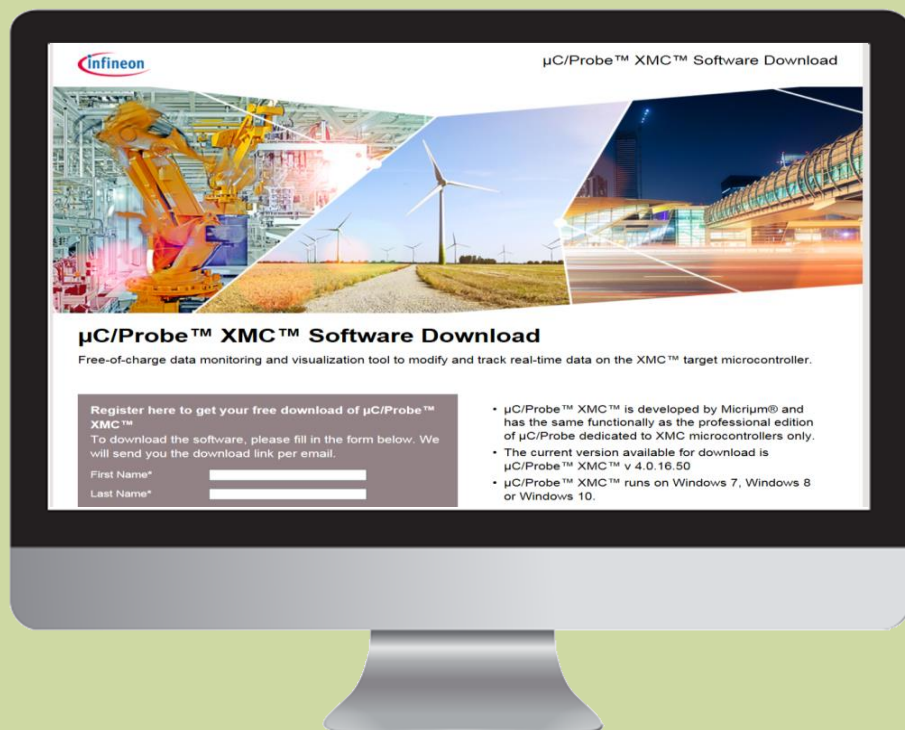 infineon
µC/Probe™ XMC™ Software Download
µC/Probe™ XMC™ Software Download
Free-of-charge data monitoring and visualization tool to modify and track real-time data on the XMC™ target microcontroller.
Register here to get your free download of µC/Probe™
XMC™
To download the software, please fill in the form below. We
will send you the download link per email.
First Name*
Last Name*
• µC/Probe™ XMC™ is developed by Micriµm® and
has the same functionally as the professional edition
of µC/Probe dedicated to XMC microcontrollers only.
• The current version available for download is
µC/Probe™ XMC™ v 4.0.16.50
• µC/Probe™ XMC™ runs on Windows 7, Windows 8
or Windows 10.